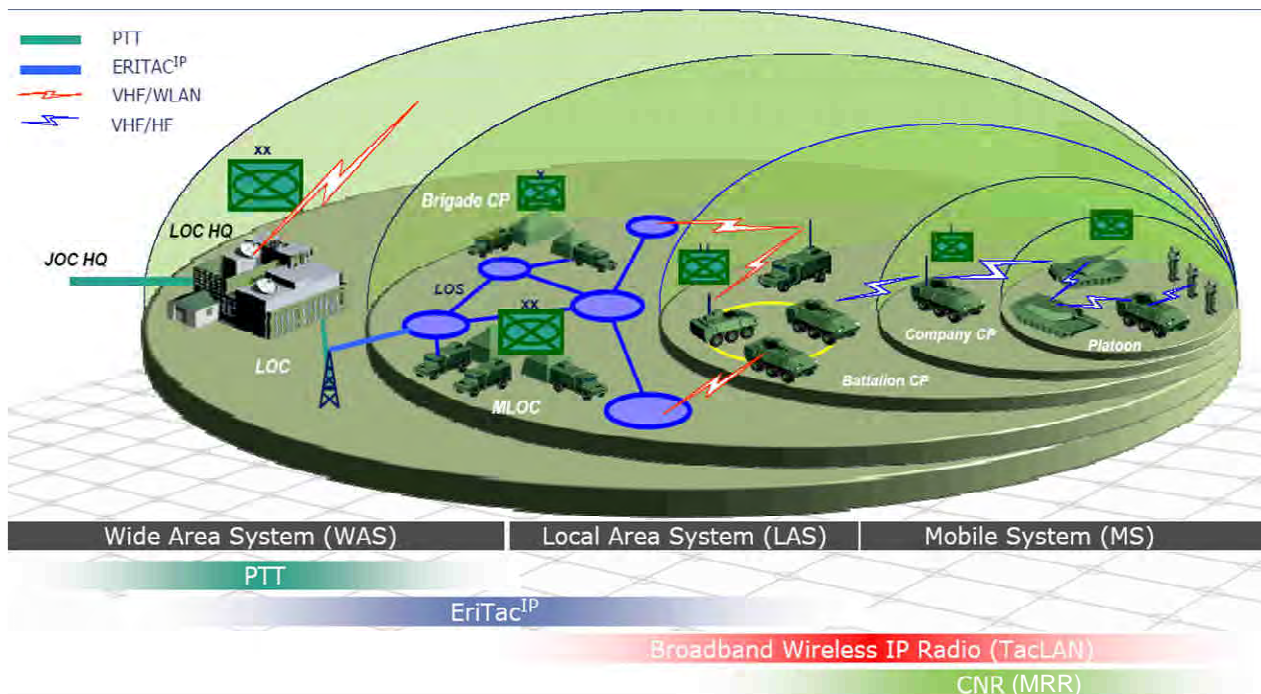 PTT
ERITACIP
VHF/WLAN
VHF/HF
xx
Brigade CP
x
LOC HQ
JOC HQ
LOS
xx
LOC
MLOC
Battalion CP
Company CP
Platoon
Wide Area System (WAS)
Local Area System (LAS)
Mobile System (MS)
PTT
EriTacIP
Broadband Wireless IP Radio (TacLAN)
CNR (MRR)